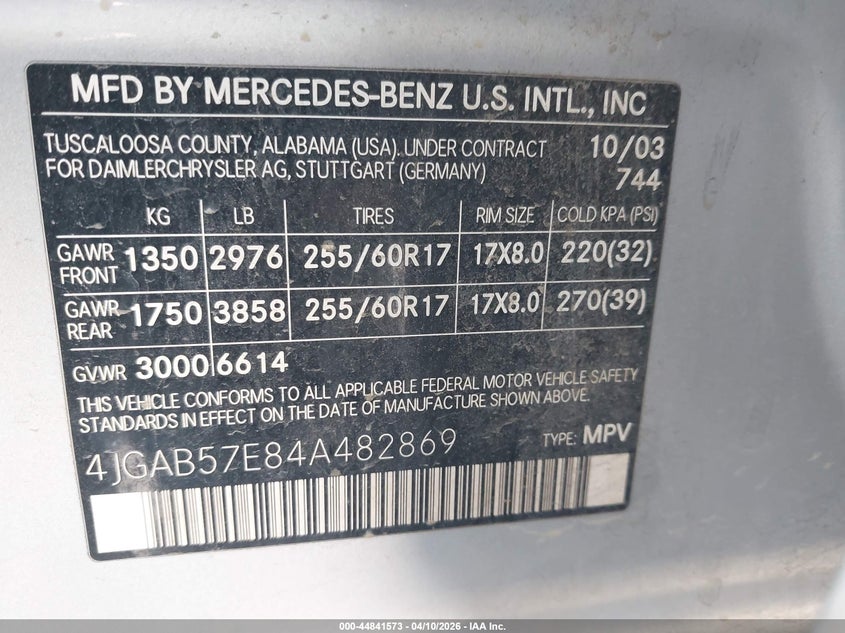 MFD BY MERCEDES-BENZ U.S. INTL., INC
TUSCALOOSA COUNTY, ALABAMA (USA). UNDER CONTRACT 10/03
FOR DAIMLERCHRYSLER AG, STUTTGART (GERMANY) 744
KG LB TIRES RIM SIZE COLD KPA (PSI)
GAWR FRONT 1350 2976 255/60R17 17X8.0 220(32)
GAWR REAR 1750 3858 255/60R17 17X8.0 270(39)
GVWR 3000 6614
THIS VEHICLE CONFORMS TO ALL APPLICABLE FEDERAL MOTOR VEHICLE SAFETY
STANDARDS IN EFFECT ON THE DATE OF MANUFACTURE SHOWN ABOVE.
4JGAB57E84A482869 TYPE: MPV
000-44841573 — 04/10/2026 — IAA Inc.